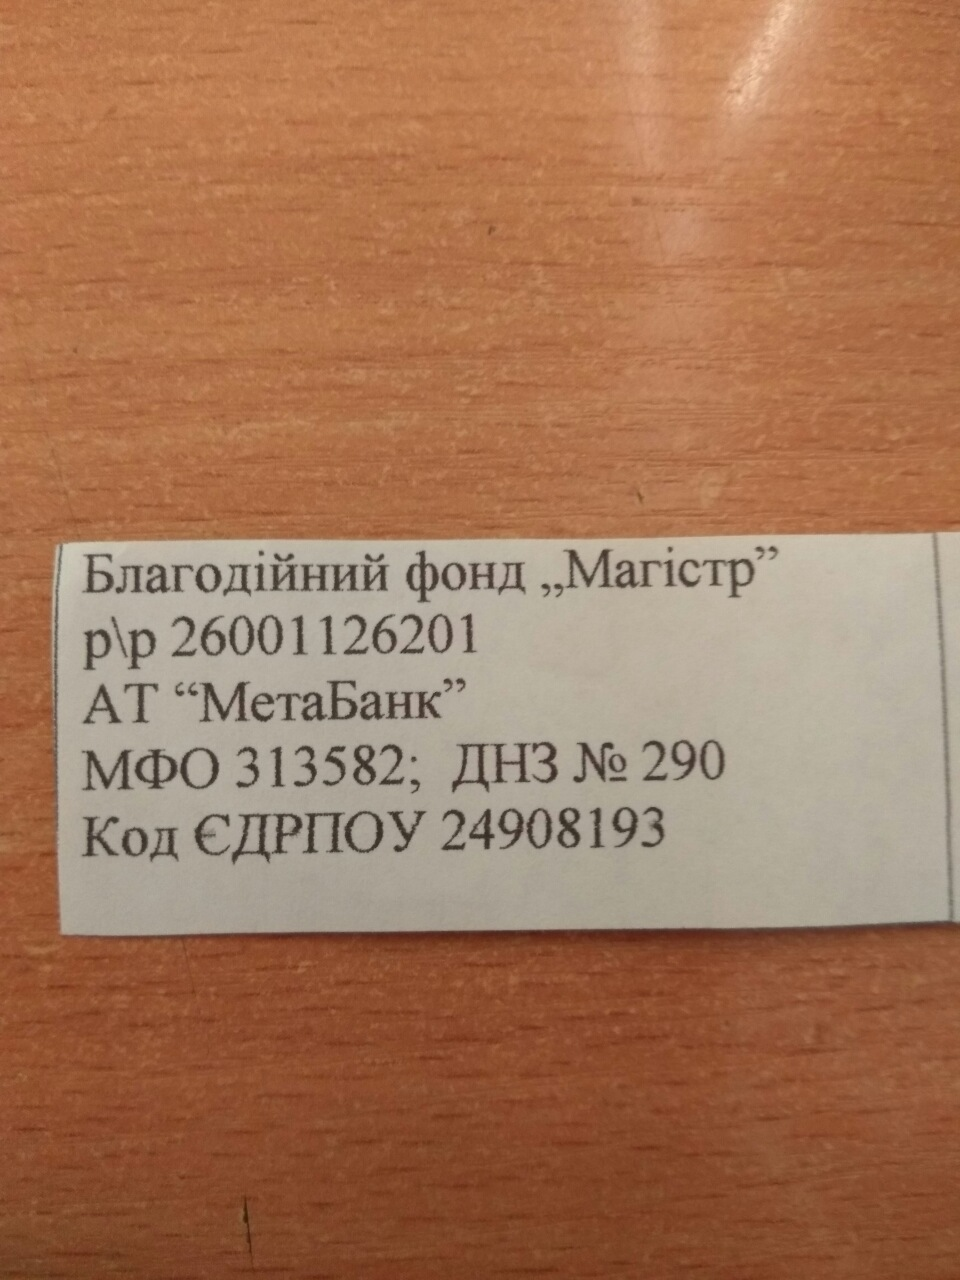 Благодійний фонд „Магістр”
р\р 26001126201
АТ “МетаБанк”
МФО 313582; ДНЗ № 290
Код ЄДРПОУ 24908193